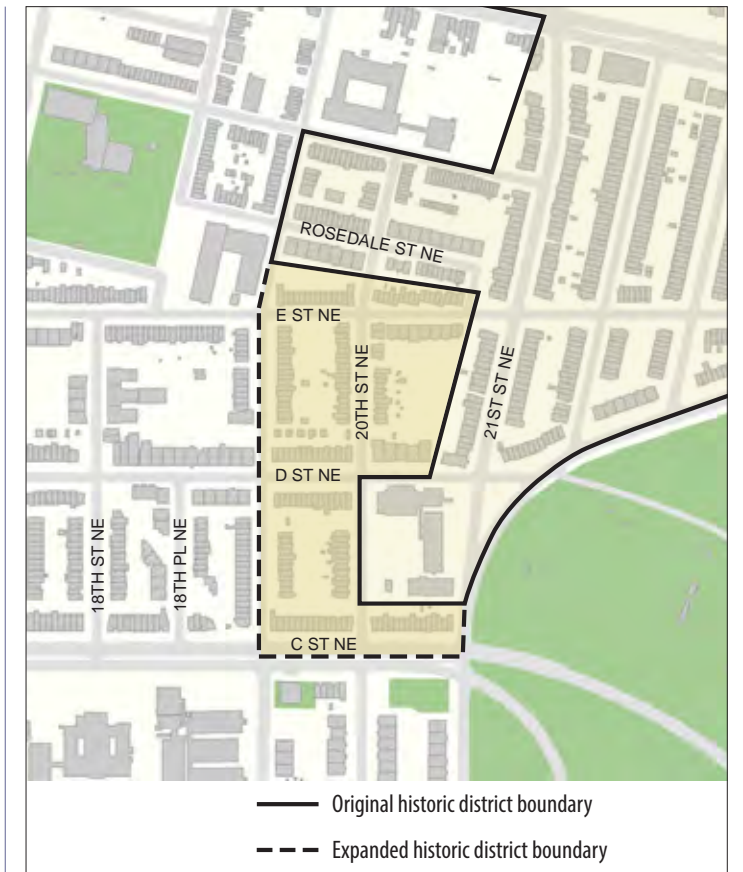 ROSEDALE ST NE
E ST NE
20TH ST NE
21ST ST NE
D ST NE
18TH ST NE
18TH PL NE
C ST NE
Original historic district boundary
Expanded historic district boundary